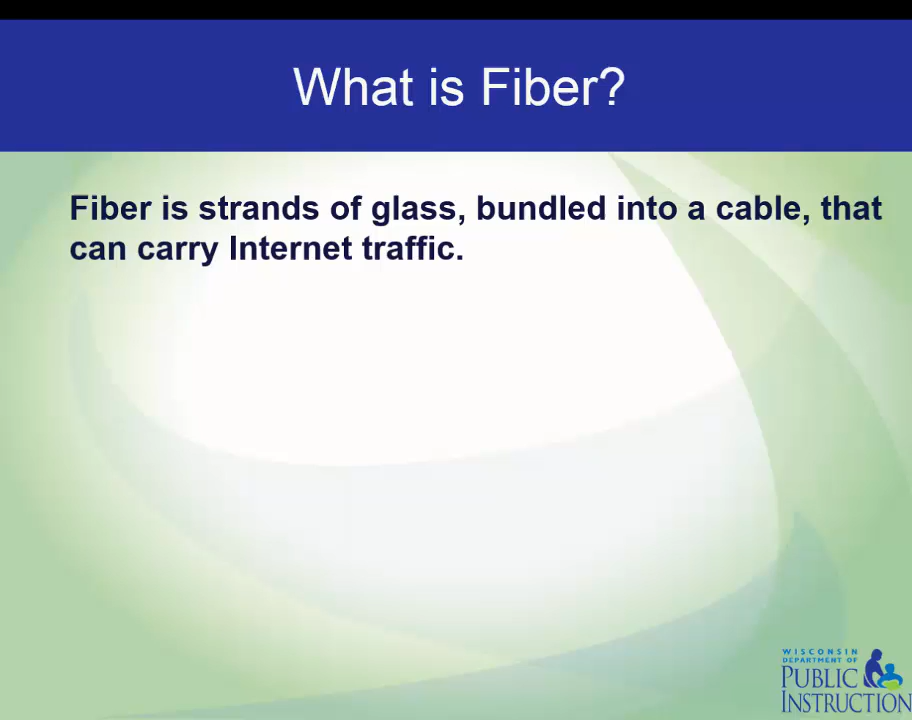 What is Fiber?
Fiber is strands of glass, bundled into a cable, that
can carry Internet traffic.
WISCONSIN
DEPARTMENT OF
PUBLIC
INSTRUCTION